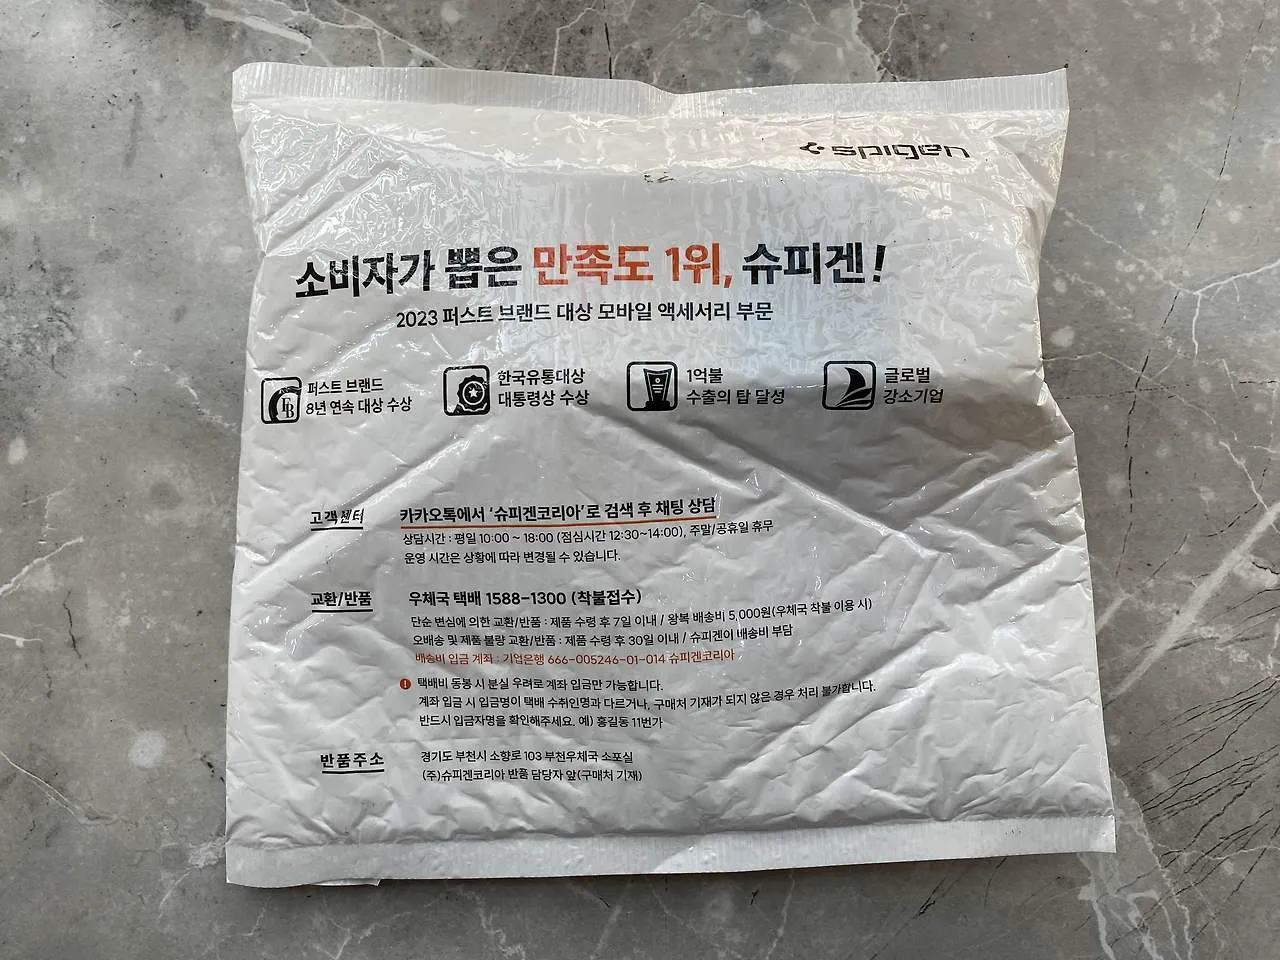 spigen
소비자가 뽑은 만족도 1위, 슈피겐!
2023 퍼스트 브랜드 대상 모바일 액세서리 부문
퍼스트 브랜드
8년 연속 대상 수상
한국유통대상
대통령상 수상
1억불
수출의 탑 달성
글로벌
강소기업
고객센터
카카오톡에서 '슈피겐코리아'로 검색 후 채팅 상담
상담시간 : 평일 10:00 ~ 18:00 (점심시간 12:30~14:00), 주말/공휴일 휴무
운영 시간은 상황에 따라 변경될 수 있습니다.
교환/반품
우체국 택배 1588-1300 (착불접수)
단순 변심에 의한 교환/반품 : 제품 수령 후 7일 이내 / 왕복 배송비 5,000원(우체국 착불 이용 시)
오배송 및 제품 불량 교환/반품 : 제품 수령 후 30일 이내 / 슈피겐이 배송비 부담
배송비 입금 계좌 : 기업은행 666-005246-01-014 슈피겐코리아
! 택배비 동봉 시 분실 우려로 계좌 입금만 가능합니다.
계좌 입금 시 입금명이 택배 수취인명과 다르거나, 구매처 기재가 되지 않은 경우 처리 불가합니다.
반드시 입금자명을 확인해주세요. 예) 홍길동 11번가
반품주소
경기도 부천시 소향로 103 부천우체국 소포실
(주)슈피겐코리아 반품 담당자 앞(구매처 기재)